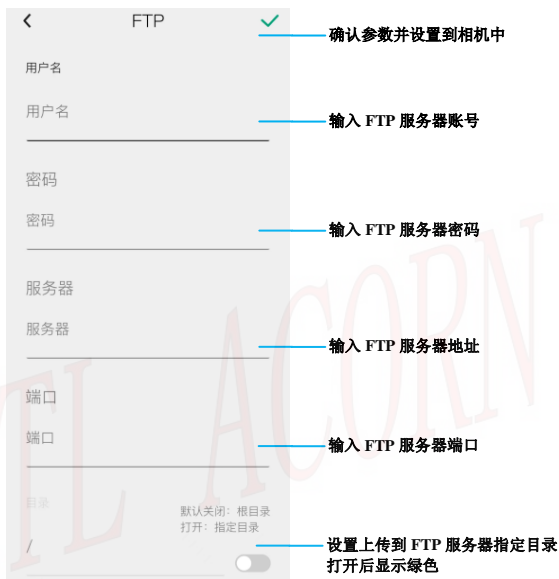 FTP
确认参数并设置到相机中
用户名
用户名
输入 FTP 服务器账号
密码
密码
输入 FTP 服务器密码
服务器
服务器
输入 FTP 服务器地址
端口
端口
输入 FTP 服务器端口
目录
默认关闭：根目录
打开：指定目录
/
设置上传到 FTP 服务器指定目录
打开后显示绿色
TL ACORN